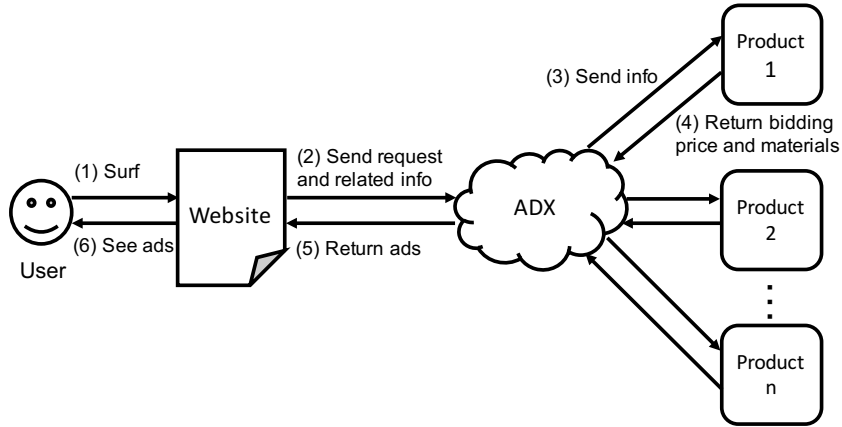 (1) Surf
(6) See ads
User
Website
(2) Send request
and related info
(5) Return ads
ADX
(3) Send info
(4) Return bidding
price and materials
Product
1
Product
2
Product
n